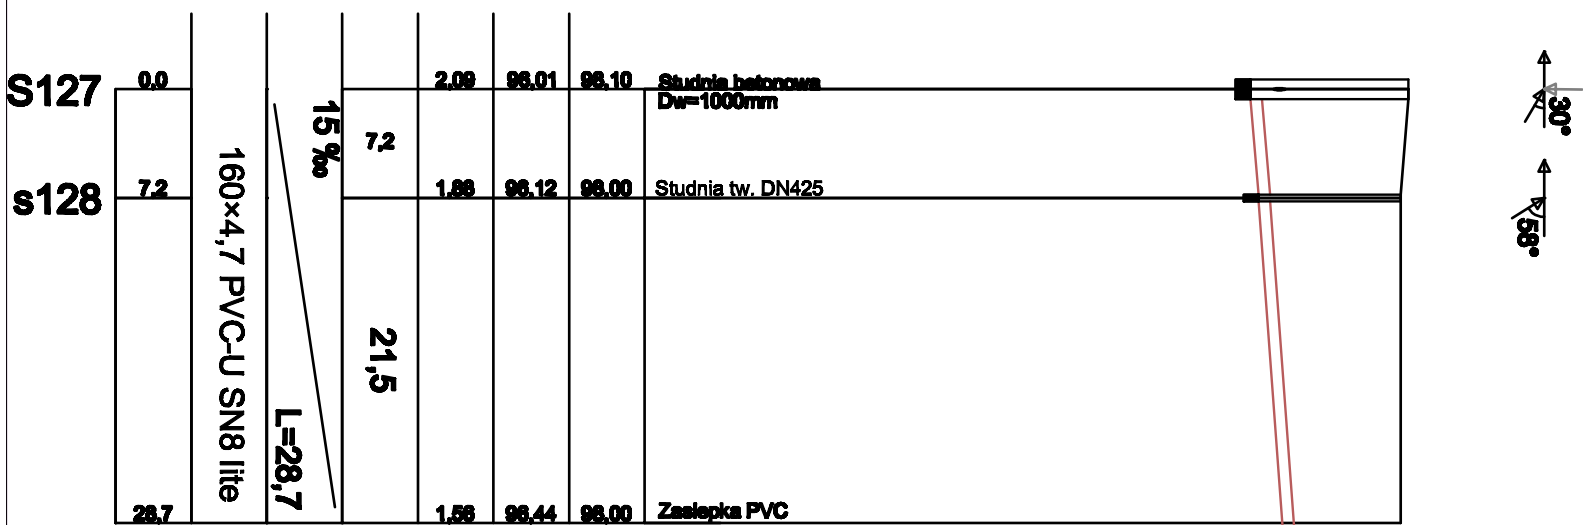 S127 0,0 2,09 96,01 98,10 Studnia betonowa
Dw=1000mm
30°
15 ‰
7,2
s128 7,2 1,88 96,12 98,00 Studnia tw. DN425
58°
160×4,7 PVC-U SN8 lite
21,5
L=28,7
28,7 1,56 96,44 98,00 Zaslepka PVC